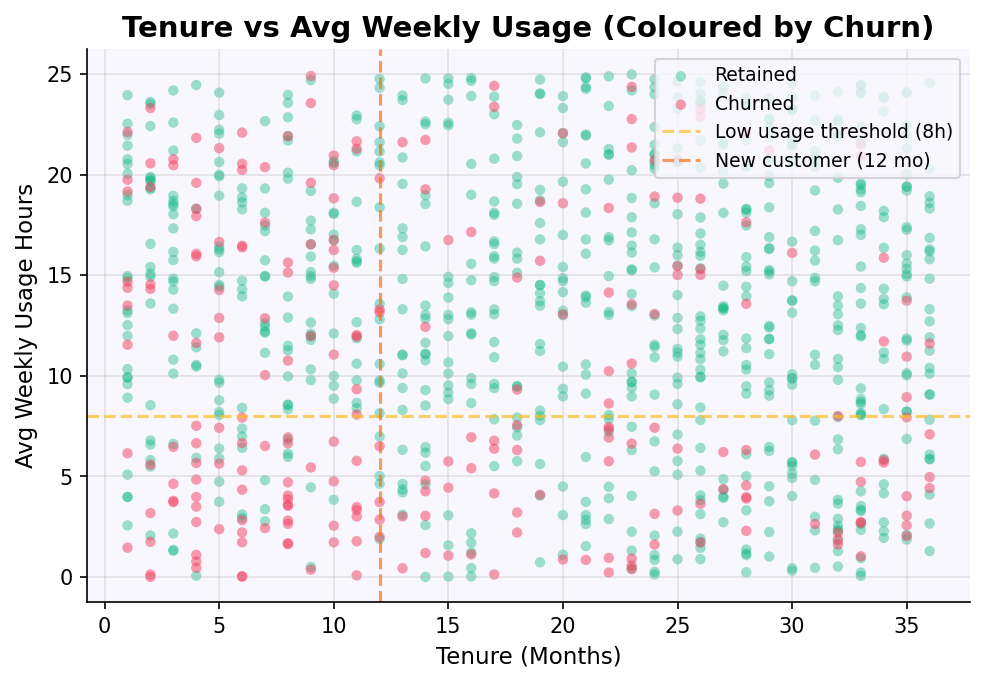 Tenure vs Avg Weekly Usage (Coloured by Churn)
Retained
Churned
Low usage threshold (8h)
New customer (12 mo)
Avg Weekly Usage Hours
25
20
15
10
5
0
0 5 10 15 20 25 30 35
Tenure (Months)